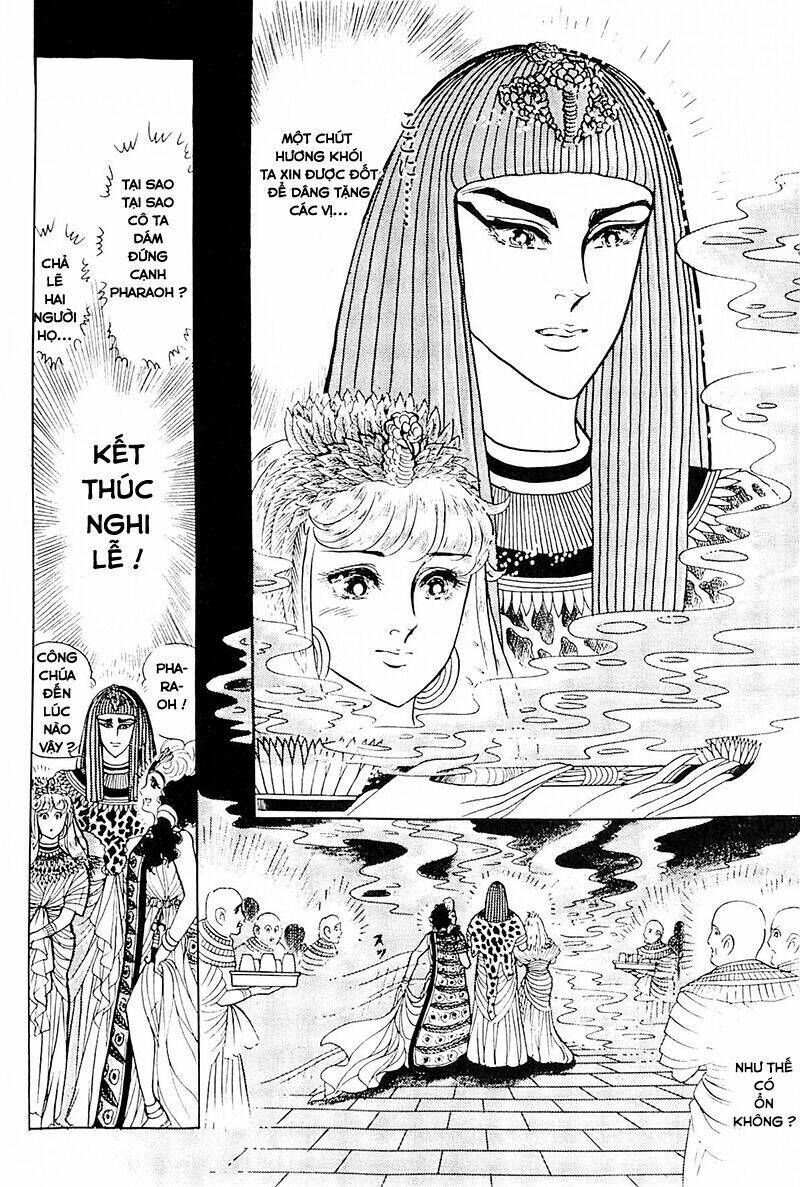 MỘT CHÚT
HƯƠNG KHÓI
TA XIN ĐƯỢC ĐỐT
ĐỂ DÂNG TẶNG
CÁC VỊ...
TẠI SAO
TẠI SAO
CÔ TA
DÁM
ĐỨNG
CẠNH
PHARAOH ?
CHẢ
LẼ
HAI
NGƯỜI
HỌ...
KẾT
THÚC
NGHI
LỄ !
PHA-
RA-
OH !
CÔNG
CHÚA
ĐẾN
LÚC
NÀO
VẬY ?
スッ
NHƯ THẾ
CÓ
ỔN
KHÔNG ?